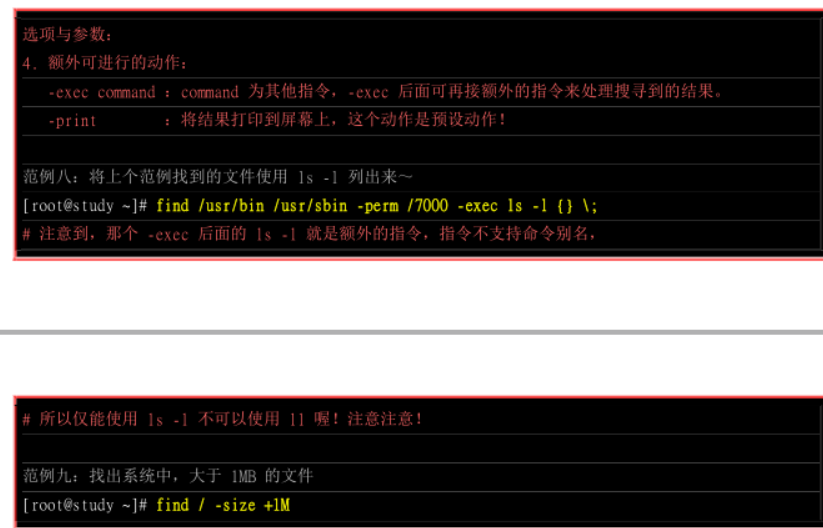 选项与参数:
4. 额外可进行的动作:
-exec command : command 为其他指令, -exec 后面可再接额外的指令来处理搜寻到的结果。
-print : 将结果打印到屏幕上, 这个动作是预设动作!
范例八: 将上个范例找到的文件使用 ls -l 列出来~
[root@study ~]# find /usr/bin /usr/sbin -perm /7000 -exec ls -l {} \;
# 注意到, 那个 -exec 后面的 ls -l 就是额外的指令, 指令不支持命令别名,
# 所以仅能使用 ls -l 不可以使用 ll 喔! 注意注意!
范例九: 找出系统中, 大于 1MB 的文件
[root@study ~]# find / -size +1M